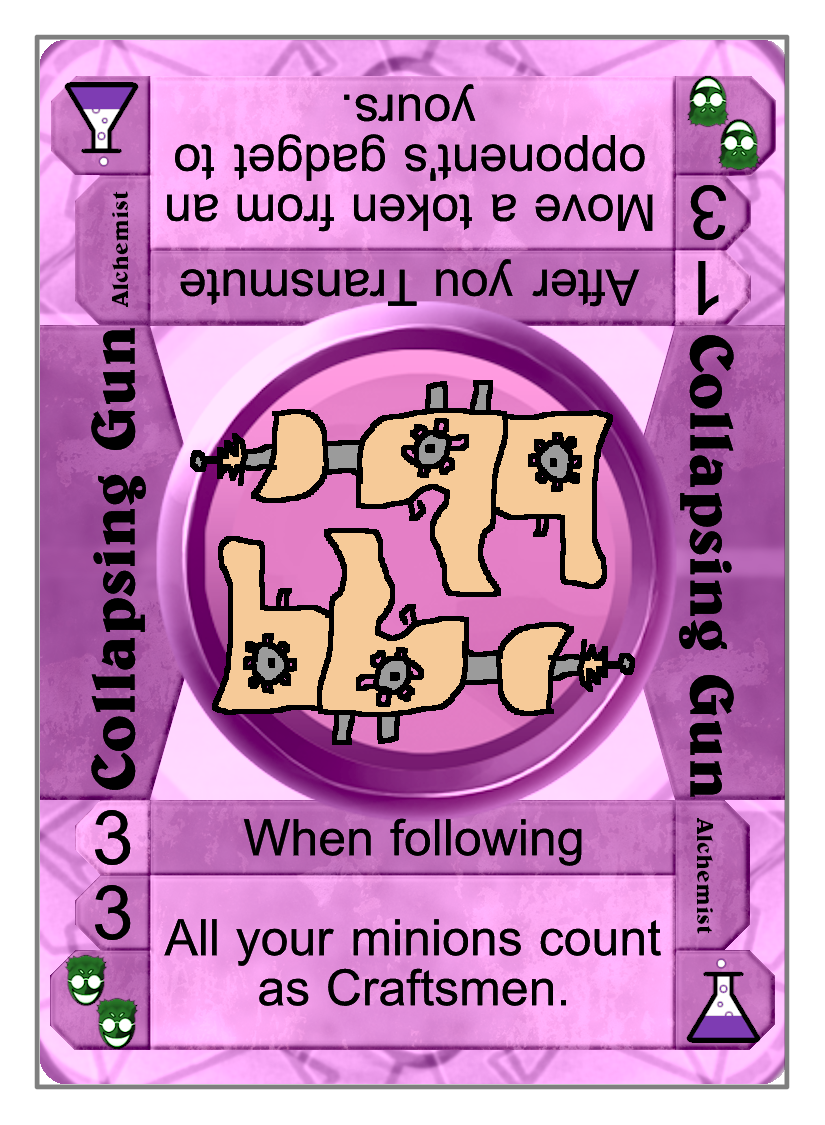 yours.
opponent's gadget to
Move a token from an
3
After you Transmute
1
Alchemist
Collapsing Gun
Collapsing Gun
3
When following
Alchemist
3
All your minions count
as Craftsmen.